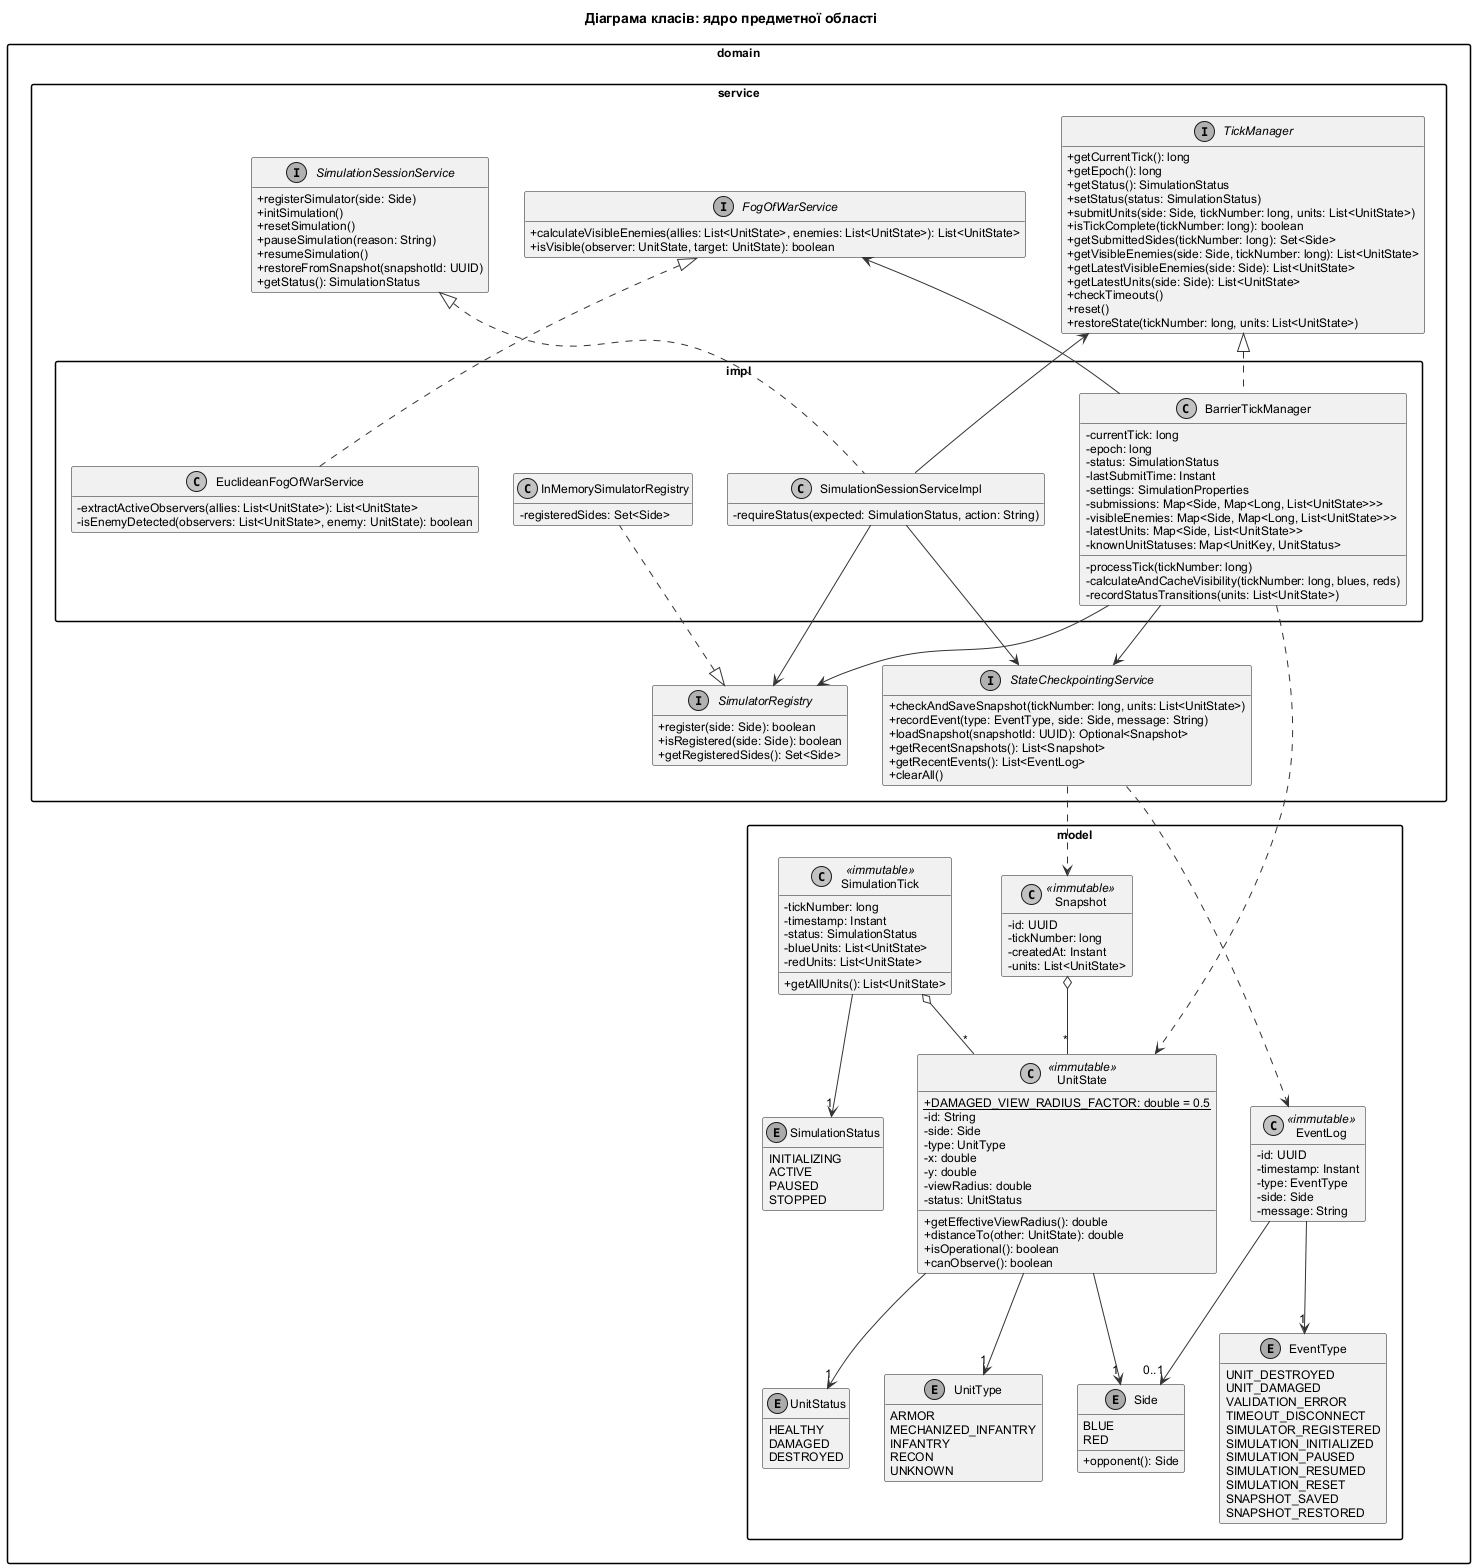 Діаграма класів: ядро предметної області
domain
service
I SimulationSessionService
+registerSimulator(side: Side)
+initSimulation()
+resetSimulation()
+pauseSimulation(reason: String)
+resumeSimulation()
+restoreFromSnapshot(snapshotId: UUID)
+getStatus(): SimulationStatus
I FogOfWarService
+calculateVisibleEnemies(allies: List<UnitState>, enemies: List<UnitState>): List<UnitState>
+isVisible(observer: UnitState, target: UnitState): boolean
I TickManager
+getCurrentTick(): long
+getEpoch(): long
+getStatus(): SimulationStatus
+setStatus(status: SimulationStatus)
+submitUnits(side: Side, tickNumber: long, units: List<UnitState>)
+isTickComplete(tickNumber: long): boolean
+getSubmittedSides(tickNumber: long): Set<Side>
+getVisibleEnemies(side: Side, tickNumber: long): List<UnitState>
+getLatestVisibleEnemies(side: Side): List<UnitState>
+getLatestUnits(side: Side): List<UnitState>
+checkTimeouts()
+reset()
+restoreState(tickNumber: long, units: List<UnitState>)
impl
C EuclideanFogOfWarService
-extractActiveObservers(allies: List<UnitState>): List<UnitState>
-isEnemyDetected(observers: List<UnitState>, enemy: UnitState): boolean
C InMemorySimulatorRegistry
-registeredSides: Set<Side>
C SimulationSessionServiceImpl
-requireStatus(expected: SimulationStatus, action: String)
C BarrierTickManager
-currentTick: long
-epoch: long
-status: SimulationStatus
-lastSubmitTime: Instant
-settings: SimulationProperties
-submissions: Map<Side, Map<Long, List<UnitState>>>
-visibleEnemies: Map<Side, Map<Long, List<UnitState>>>
-latestUnits: Map<Side, List<UnitState>>
-knownUnitStatuses: Map<UnitKey, UnitStatus>
-processTick(tickNumber: long)
-calculateAndCacheVisibility(tickNumber: long, blues, reds)
-recordStatusTransitions(units: List<UnitState>)
I SimulatorRegistry
+register(side: Side): boolean
+isRegistered(side: Side): boolean
+getRegisteredSides(): Set<Side>
I StateCheckpointingService
+checkAndSaveSnapshot(tickNumber: long, units: List<UnitState>)
+recordEvent(type: EventType, side: Side, message: String)
+loadSnapshot(snapshotId: UUID): Optional<Snapshot>
+getRecentSnapshots(): List<Snapshot>
+getRecentEvents(): List<EventLog>
+clearAll()
model
C «immutable»
SimulationTick
-tickNumber: long
-timestamp: Instant
-status: SimulationStatus
-blueUnits: List<UnitState>
-redUnits: List<UnitState>
+getAllUnits(): List<UnitState>
C «immutable»
Snapshot
-id: UUID
-tickNumber: long
-createdAt: Instant
-units: List<UnitState>
*
*
1
E SimulationStatus
INITIALIZING
ACTIVE
PAUSED
STOPPED
C «immutable»
UnitState
+DAMAGED_VIEW_RADIUS_FACTOR: double = 0.5
-id: String
-side: Side
-type: UnitType
-x: double
-y: double
-viewRadius: double
-status: UnitStatus
+getEffectiveViewRadius(): double
+distanceTo(other: UnitState): double
+isOperational(): boolean
+canObserve(): boolean
C «immutable»
EventLog
-id: UUID
-timestamp: Instant
-type: EventType
-side: Side
-message: String
1
1
1
0..1
1
E UnitStatus
HEALTHY
DAMAGED
DESTROYED
E UnitType
ARMOR
MECHANIZED_INFANTRY
INFANTRY
RECON
UNKNOWN
E Side
BLUE
RED
+opponent(): Side
E EventType
UNIT_DESTROYED
UNIT_DAMAGED
VALIDATION_ERROR
TIMEOUT_DISCONNECT
SIMULATOR_REGISTERED
SIMULATION_INITIALIZED
SIMULATION_PAUSED
SIMULATION_RESUMED
SIMULATION_RESET
SNAPSHOT_SAVED
SNAPSHOT_RESTORED